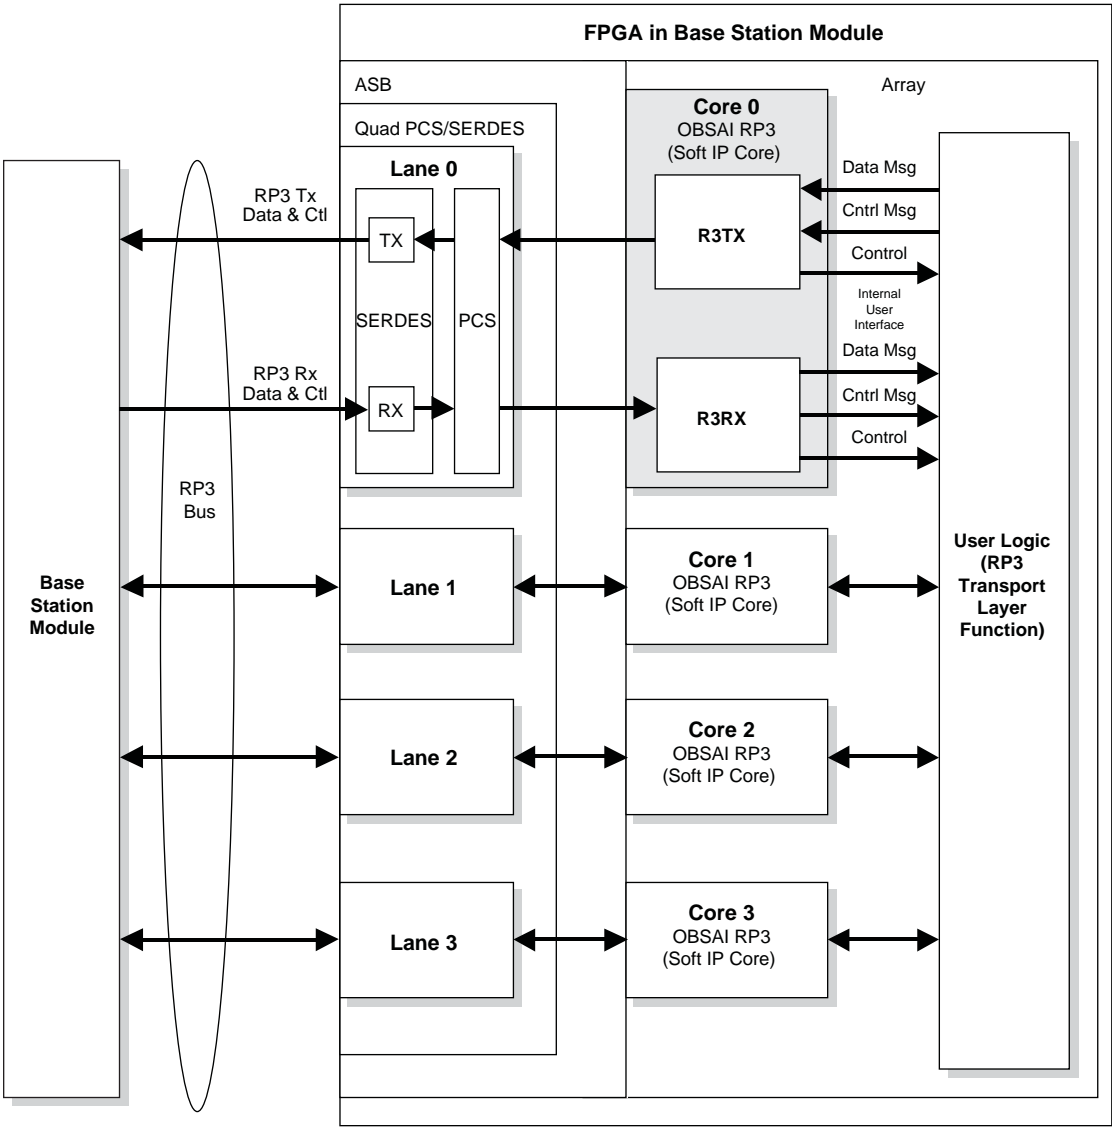 FPGA in Base Station Module
ASB
Array
Quad PCS/SERDES
Core 0
OBSAI RP3
(Soft IP Core)
Lane 0
RP3 Tx
Data & Ctl
TX
SERDES
PCS
RX
R3TX
R3RX
Data Msg
Cntrl Msg
Control
Internal
User
Interface
Data Msg
Cntrl Msg
Control
RP3 Rx
Data & Ctl
RP3
Bus
Base
Station
Module
Lane 1
Core 1
OBSAI RP3
(Soft IP Core)
User Logic
(RP3
Transport
Layer
Function)
Lane 2
Core 2
OBSAI RP3
(Soft IP Core)
Lane 3
Core 3
OBSAI RP3
(Soft IP Core)